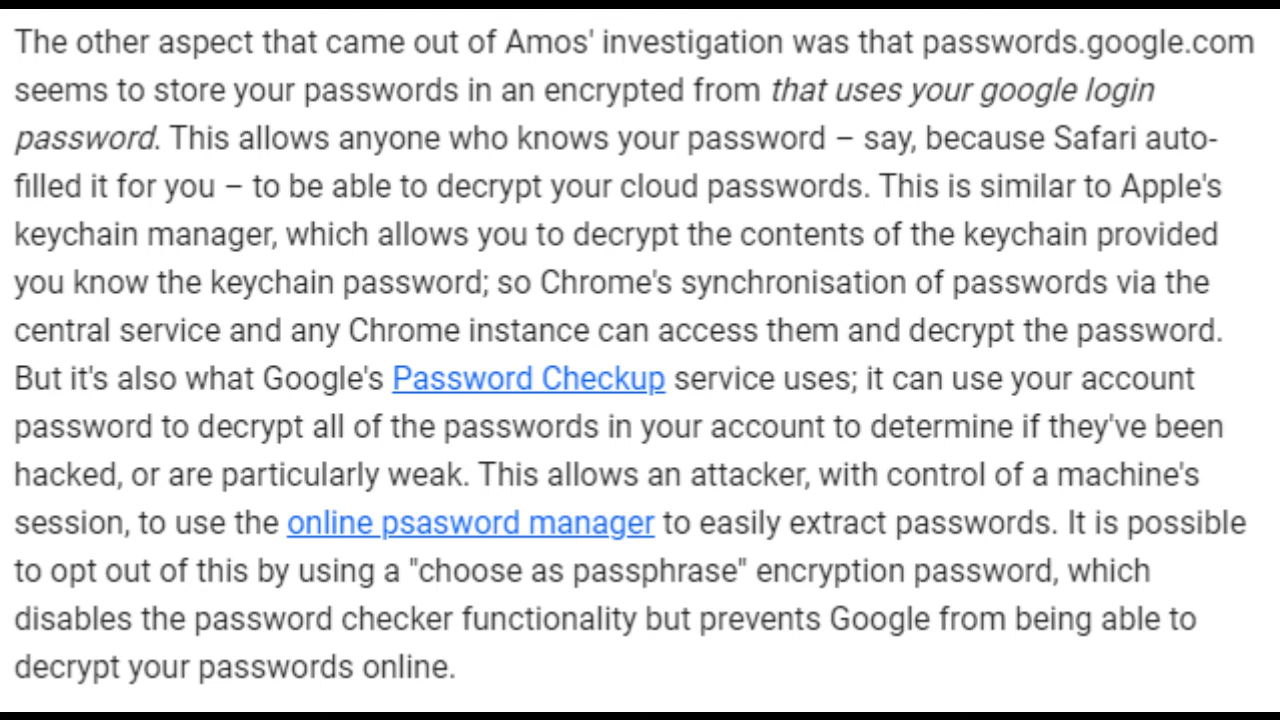 The other aspect that came out of Amos' investigation was that passwords.google.com
seems to store your passwords in an encrypted from that uses your google login
password. This allows anyone who knows your password – say, because Safari auto-
filled it for you – to be able to decrypt your cloud passwords. This is similar to Apple's
keychain manager, which allows you to decrypt the contents of the keychain provided
you know the keychain password; so Chrome's synchronisation of passwords via the
central service and any Chrome instance can access them and decrypt the password.
But it's also what Google's Password Checkup service uses; it can use your account
password to decrypt all of the passwords in your account to determine if they've been
hacked, or are particularly weak. This allows an attacker, with control of a machine's
session, to use the online psasword manager to easily extract passwords. It is possible
to opt out of this by using a "choose as passphrase" encryption password, which
disables the password checker functionality but prevents Google from being able to
decrypt your passwords online.